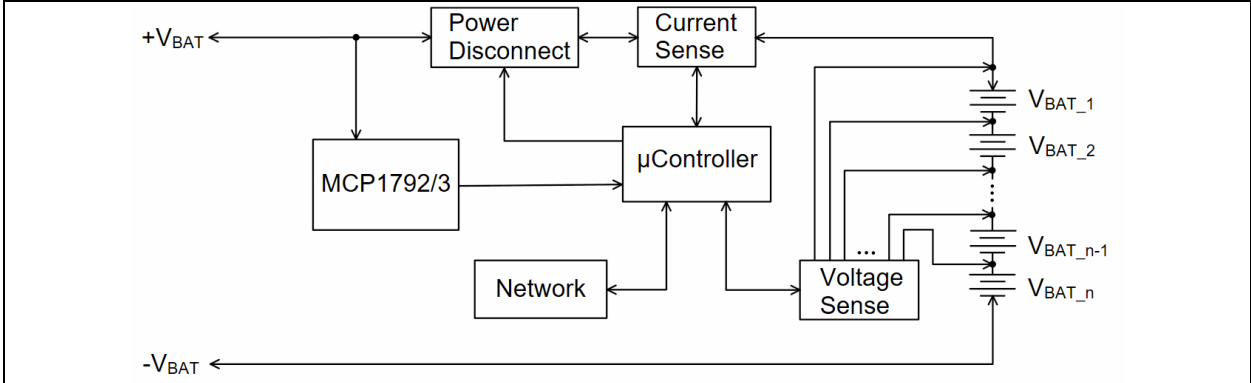 +VBAT
Power
Disconnect
Current
Sense
VBAT_1
VBAT_2
µController
MCP1792/3
...
VBAT_n-1
...
Network
Voltage
Sense
VBAT_n
-VBAT